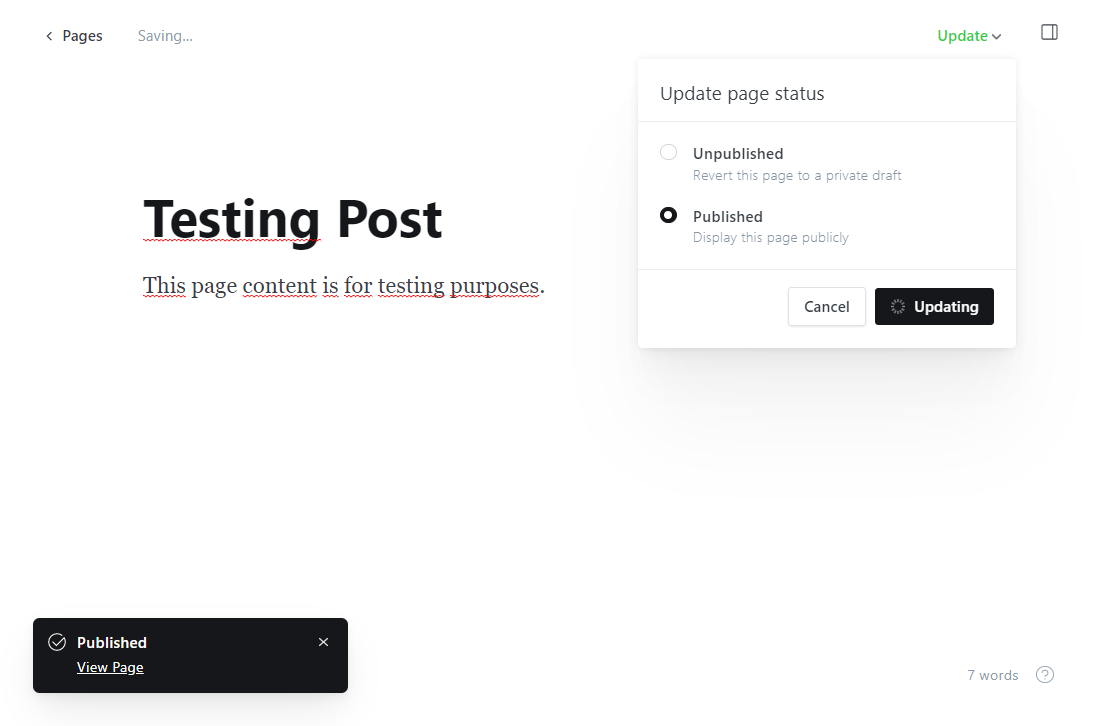 Pages
Saving...
Update
Update page status
Unpublished
Revert this page to a private draft
Published
Display this page publicly
Cancel
Updating
Testing Post
This page content is for testing purposes.
Published
View Page
7 words
?